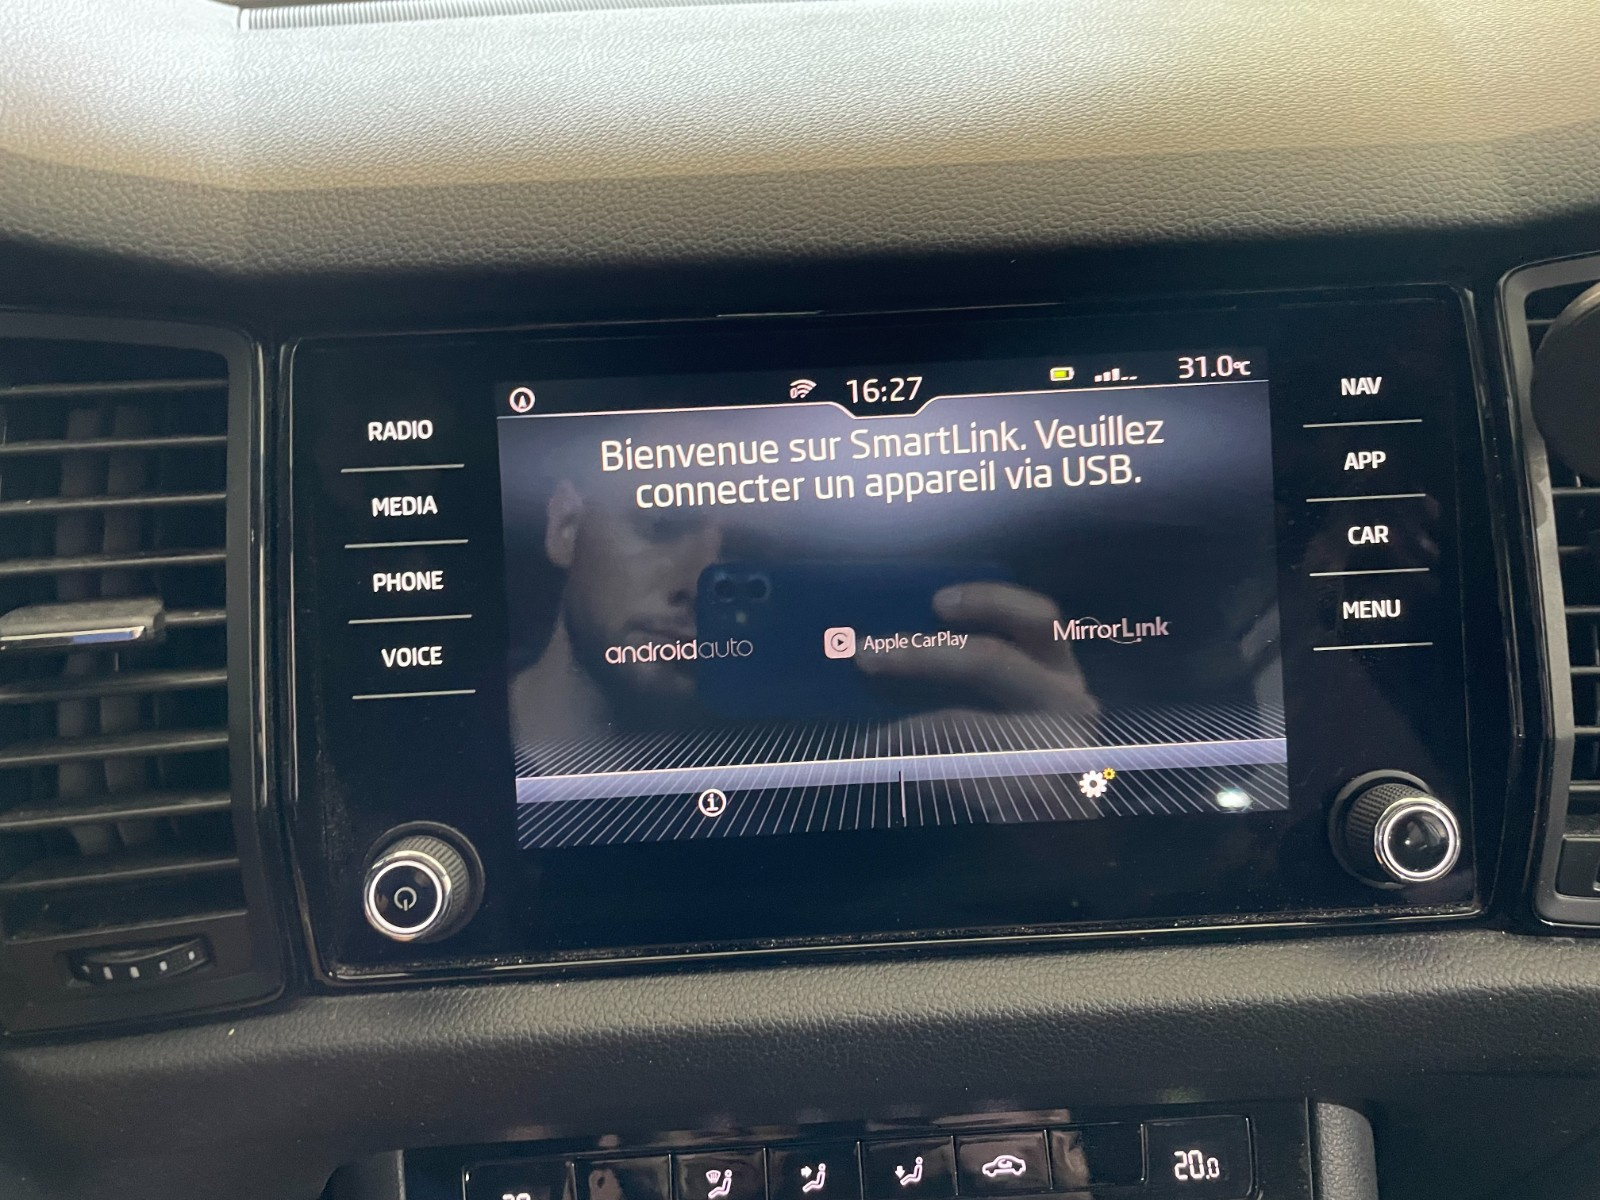 16:27
31.0°C
RADIO
MEDIA
PHONE
VOICE
Bienvenue sur SmartLink. Veuillez
connecter un appareil via USB.
androidauto
Apple CarPlay
MirrorLink
NAV
APP
CAR
MENU
20.0